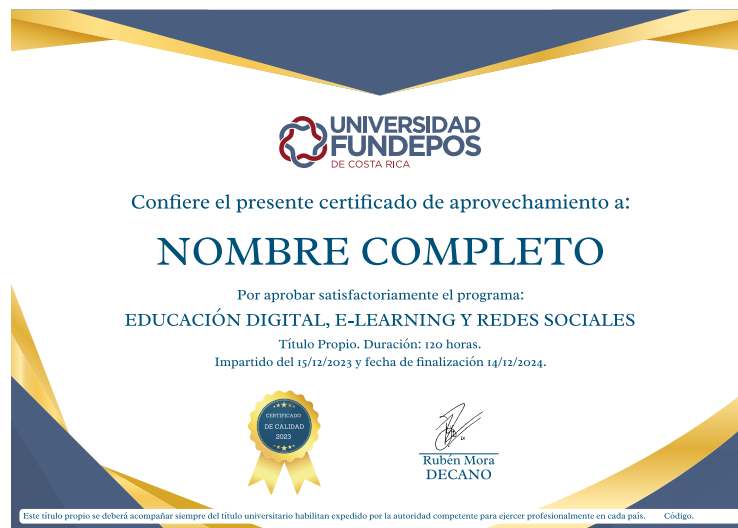 UNIVERSIDAD
FUNDEPOS
DE COSTA RICA
Confiere el presente certificado de aprovechamiento a:
NOMBRE COMPLETO
Por aprobar satisfactoriamente el programa:
EDUCACIÓN DIGITAL, E-LEARNING Y REDES SOCIALES
Título Propio. Duración: 120 horas.
Impartido del 15/12/2023 y fecha de finalización 14/12/2024.
CERTIFICADO
DE CALIDAD
2023
Rubén Mora
DECANO
Este título propio se deberá acompañar siempre del título universitario habilitan expedido por la autoridad competente para ejercer profesionalmente en cada país. Código.